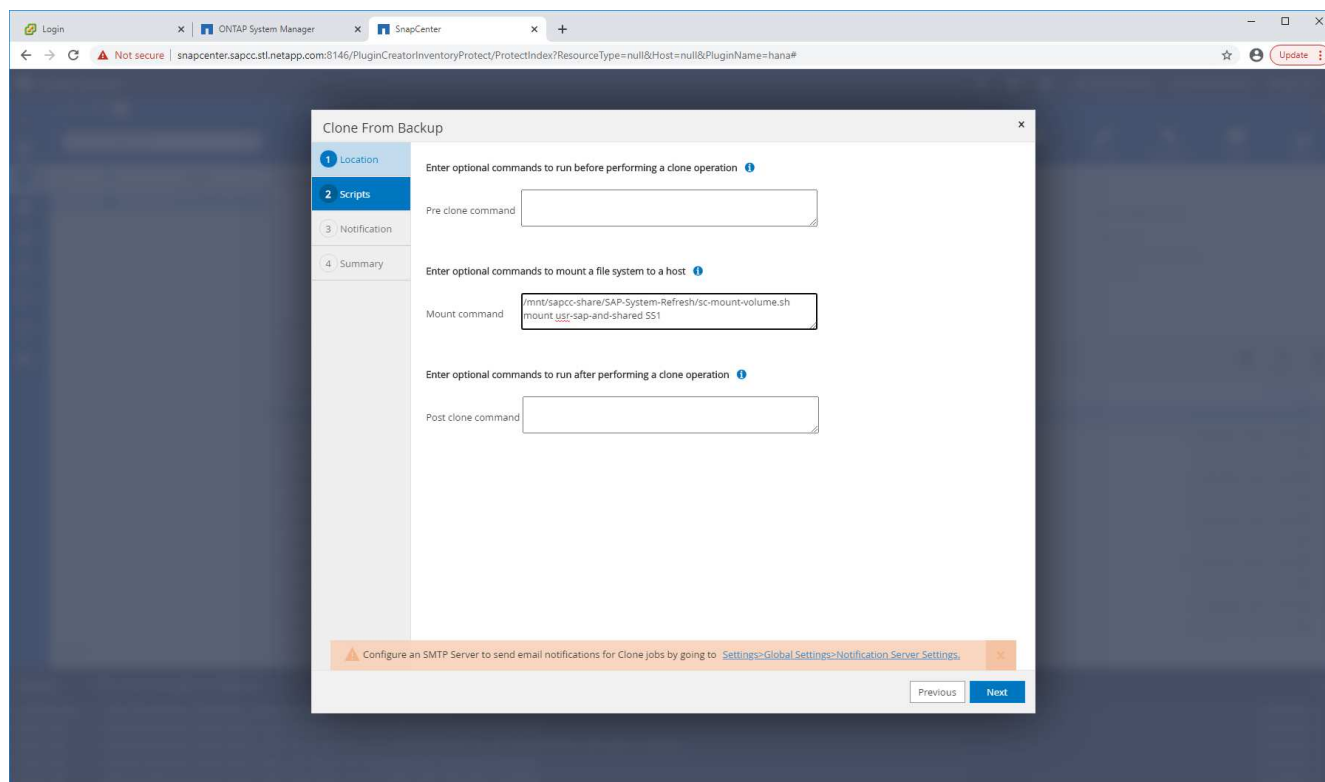 Login
ONTAP System Manager
SnapCenter
Not secure | snapcenter.sapcc.stl.netapp.com:8146/PluginCreatorInventoryProtect/ProtectIndex?ResourceType=null&Host=null&PluginName=hana#
Update
Clone From Backup
x
1 Location
2 Scripts
3 Notification
4 Summary
Enter optional commands to run before performing a clone operation
Pre clone command
Enter optional commands to mount a file system to a host
Mount command
/mnt/sapcc-share/SAP-System-Refresh/sc-mount-volume.sh
mount usr-sap-and-shared SS1
Enter optional commands to run after performing a clone operation
Post clone command
Configure an SMTP Server to send email notifications for Clone jobs by going to Settings>Global Settings>Notification Server Settings.
Previous
Next